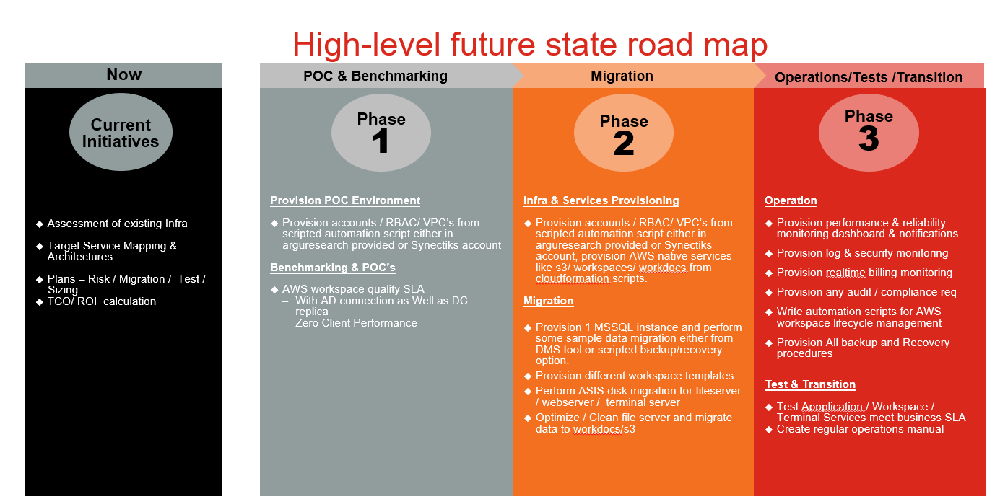 High-level future state road map
Now
Current
Initiatives
◆ Assessment of existing Infra
◆ Target Service Mapping &
Architectures
◆ Plans – Risk / Migration / Test /
Sizing
◆ TCO/ ROI calculation
POC & Benchmarking
Phase
1
Provision POC Environment
◆ Provision accounts / RBAC/ VPC’s from
scripted automation script either in
arguresearch provided or Synectiks account
Benchmarking & POC’s
◆ AWS workspace quality SLA
– With AD connection as Well as DC
replica
– Zero Client Performance
Migration
Phase
2
Infra & Services Provisioning
◆ Provision accounts / RBAC/ VPC’s from
scripted automation script either in
arguresearch provided or Synectiks
account, provision AWS native services
like s3/ workspaces/ workdocs from
cloudformation scripts.
Migration
◆ Provision 1 MSSQL instance and perform
some sample data migration either from
DMS tool or scripted backup/recovery
option.
◆ Provision different workspace templates
◆ Perform ASIS disk migration for fileserver
/ webserver / terminal server
◆ Optimize / Clean file server and migrate
data to workdocs/s3
Operations/Tests /Transition
Phase
3
Operation
◆ Provision performance & reliability
monitoring dashboard & notifications
◆ Provision log & security monitoring
◆ Provision realtime billing monitoring
◆ Provision any audit / compliance req
◆ Write automation scripts for AWS
workspace lifecycle management
◆ Provision All backup and Recovery
procedures
Test & Transition
◆ Test Appplication / Workspace /
Terminal Services meet business SLA
◆ Create regular operations manual